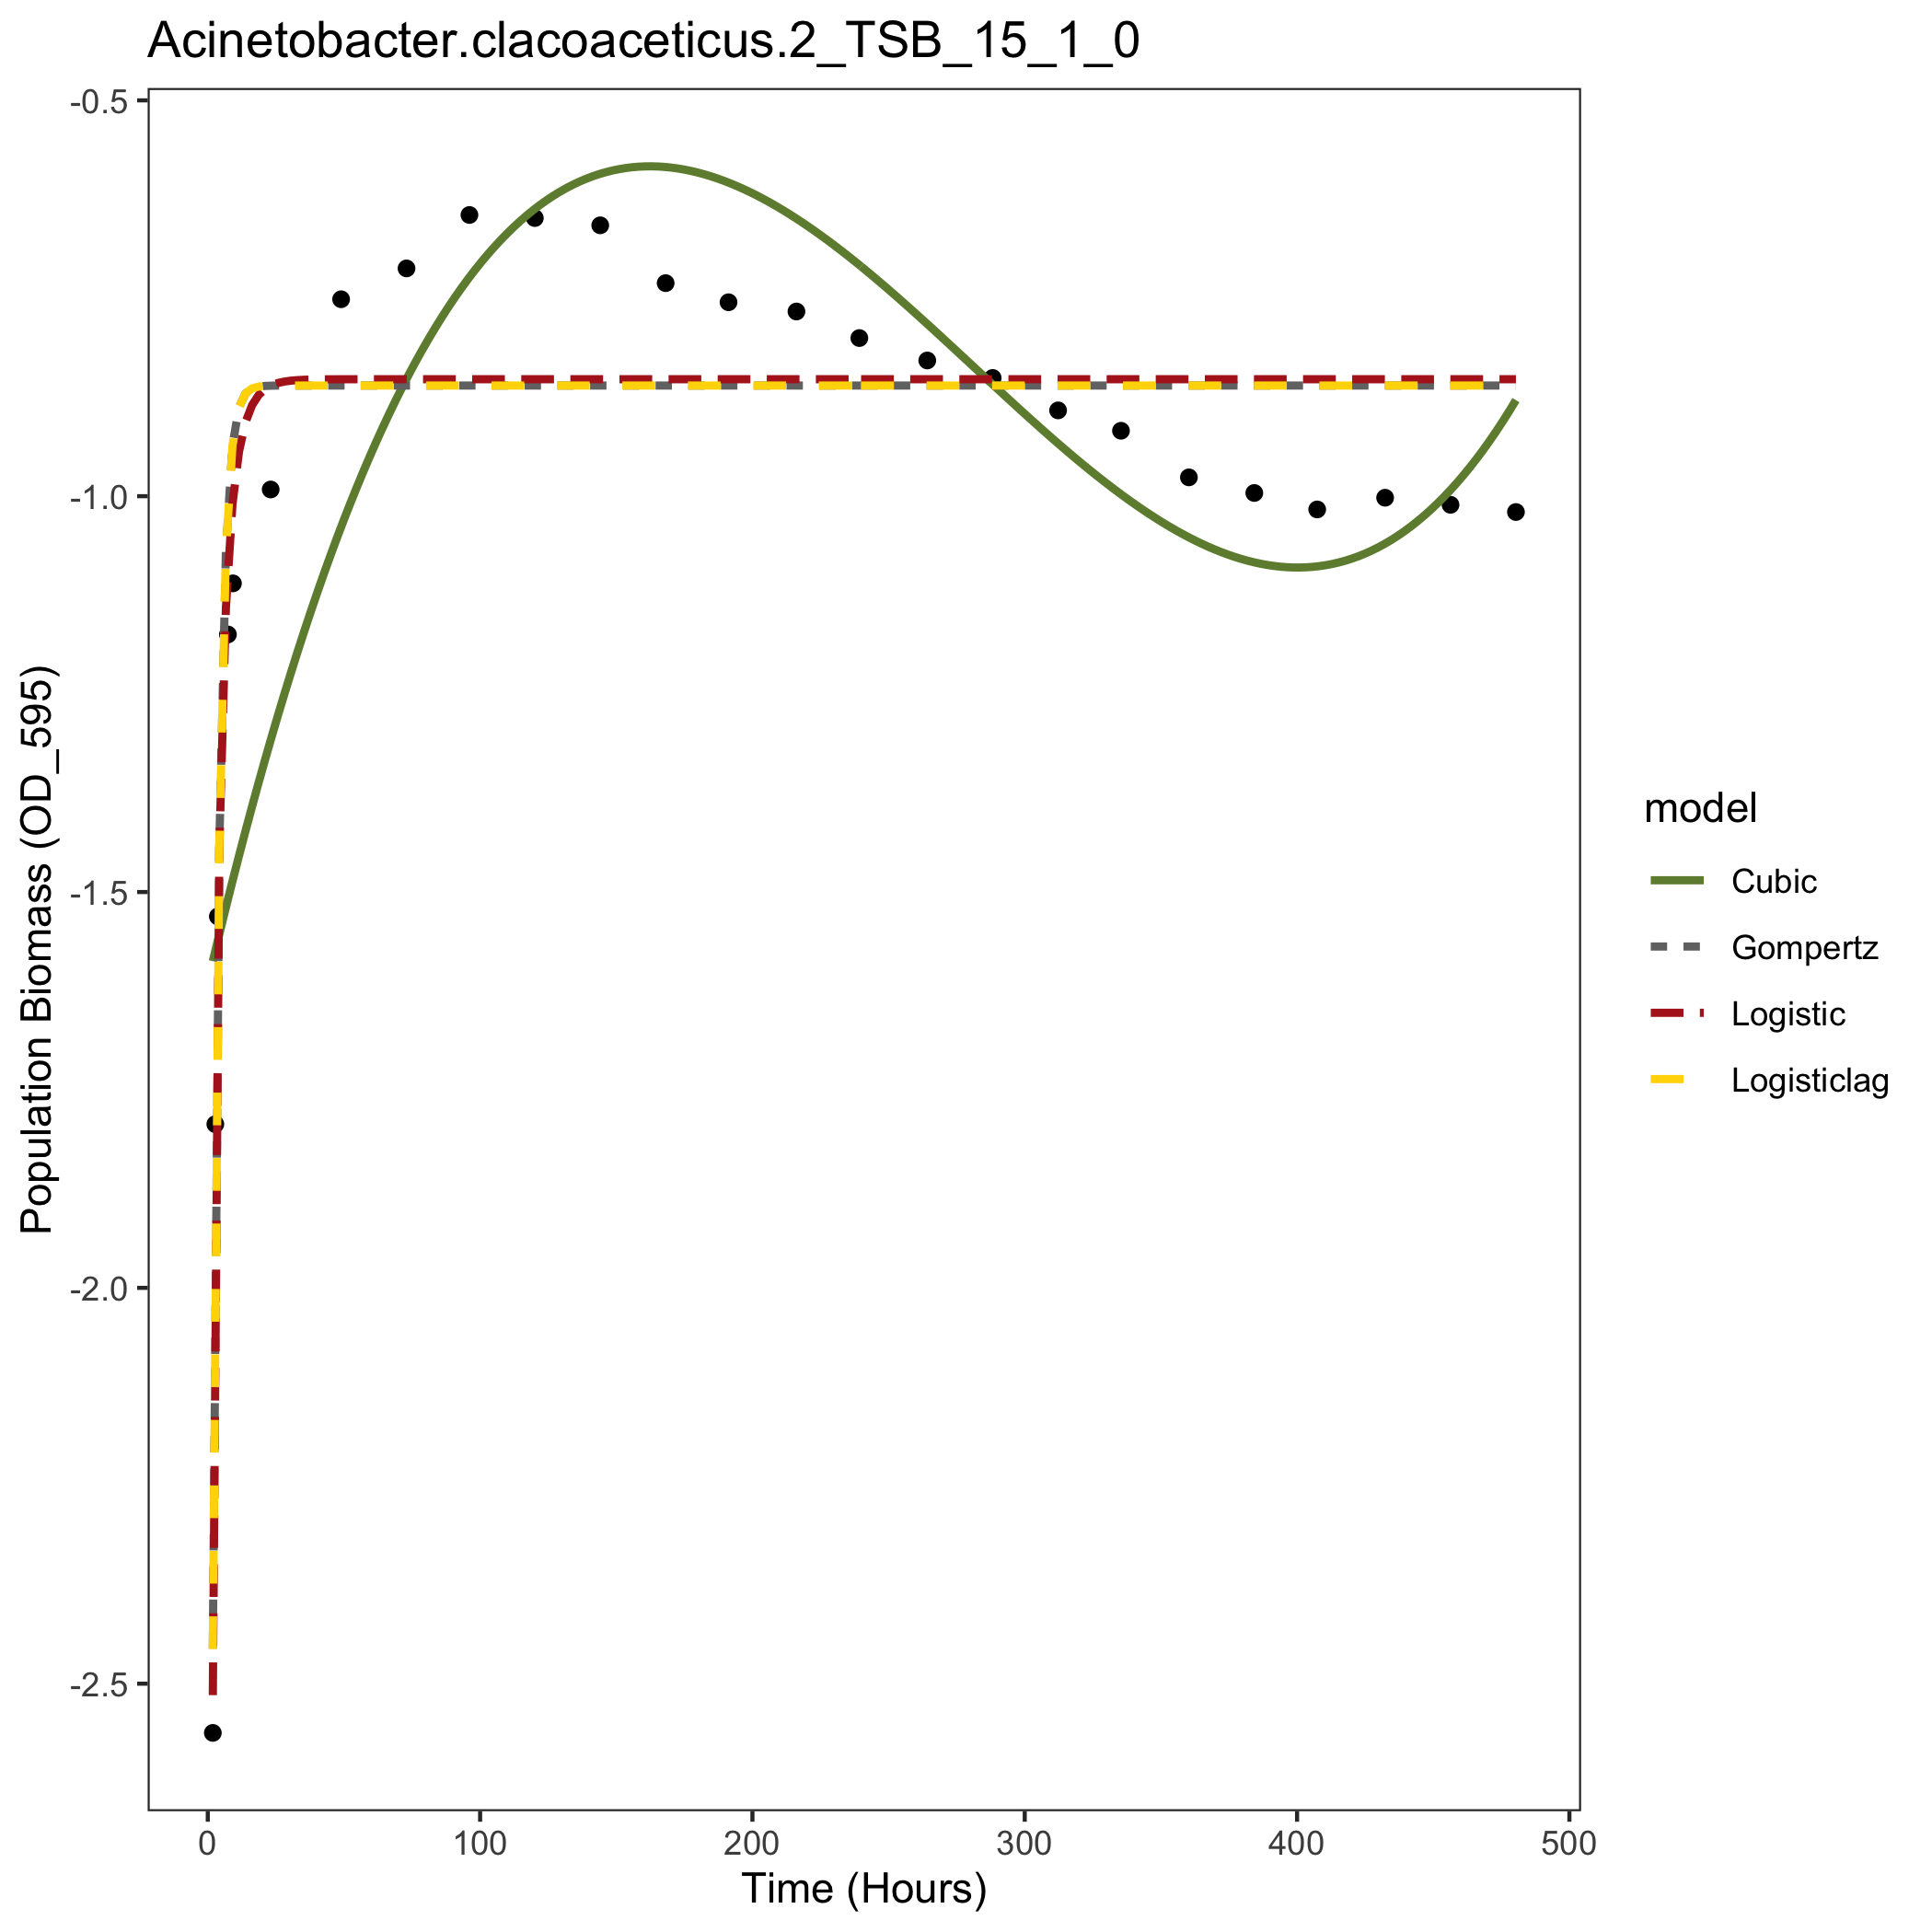 Acinetobacter.clacoaceticus.2_TSB_15_1_0
Population Biomass (OD_595)
-0.5
-1.0
-1.5
-2.0
-2.5
0 100 200 300 400 500
Time (Hours)
model
Cubic
Gompertz
Logistic
Logisticlag